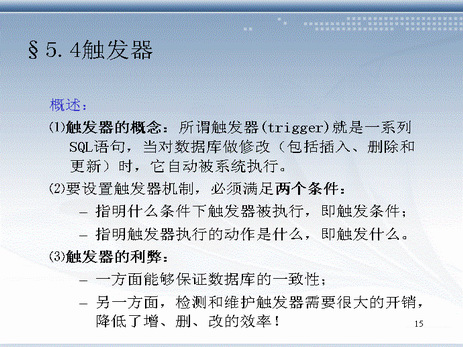 §5.4触发器
概述：
⑴触发器的概念：所谓触发器(trigger)就是一系列
SQL语句，当对数据库做修改（包括插入、删除和
更新）时，它自动被系统执行。
⑵要设置触发器机制，必须满足两个条件：
– 指明什么条件下触发器被执行，即触发条件；
– 指明触发器执行的动作是什么，即触发什么。
⑶触发器的利弊：
– 一方面能够保证数据库的一致性；
– 另一方面，检测和维护触发器需要很大的开销，
降低了增、删、改的效率！
15